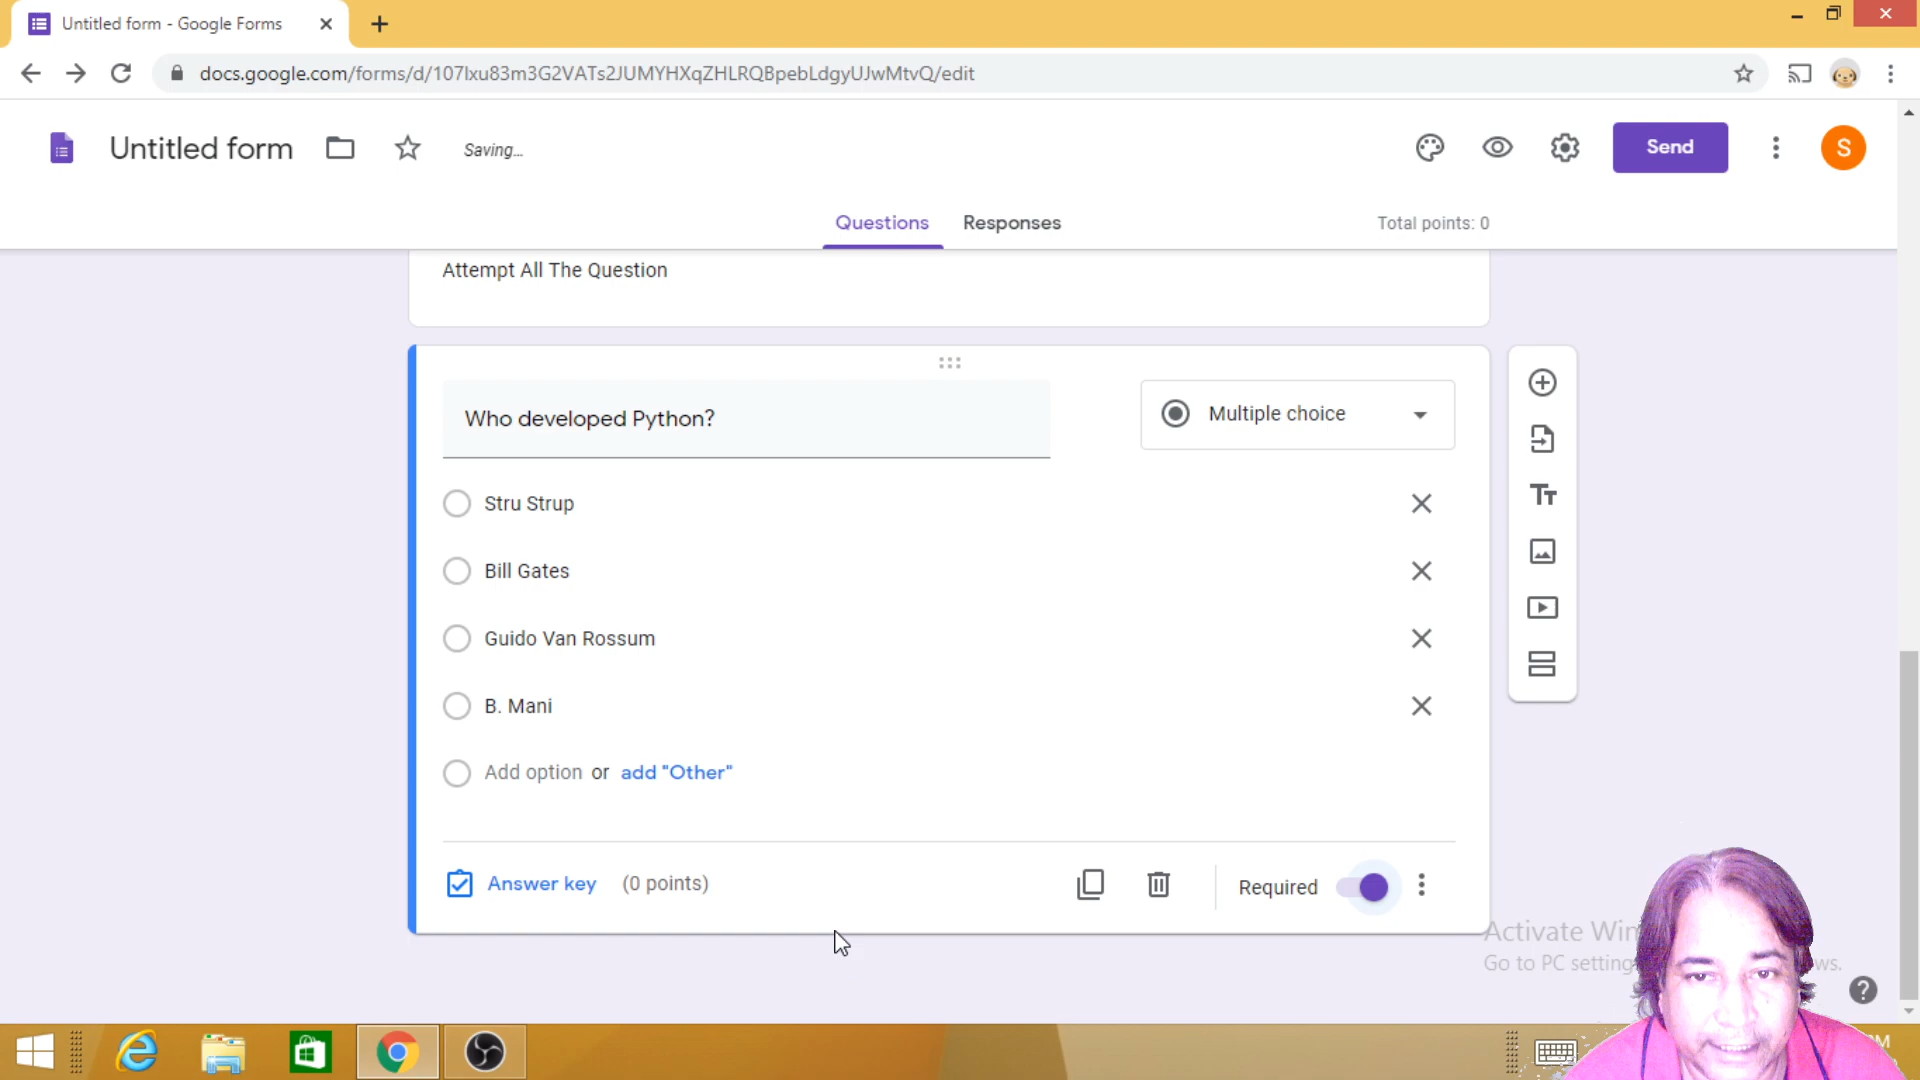 Untitled form - Google Forms
docs.google.com/forms/d/107lxu83m3G2VATs2JUMYHXqZHLRQBpebLdgyUJwMtvQ/edit
Untitled form
Saving...
Send
S
Questions
Responses
Total points: 0
Attempt All The Question
Who developed Python?
Multiple choice
Stru Strup
Bill Gates
Guido Van Rossum
B. Mani
Add option or add "Other"
Answer key (0 points)
Required
Activate Win
Go to PC setting ws.
M